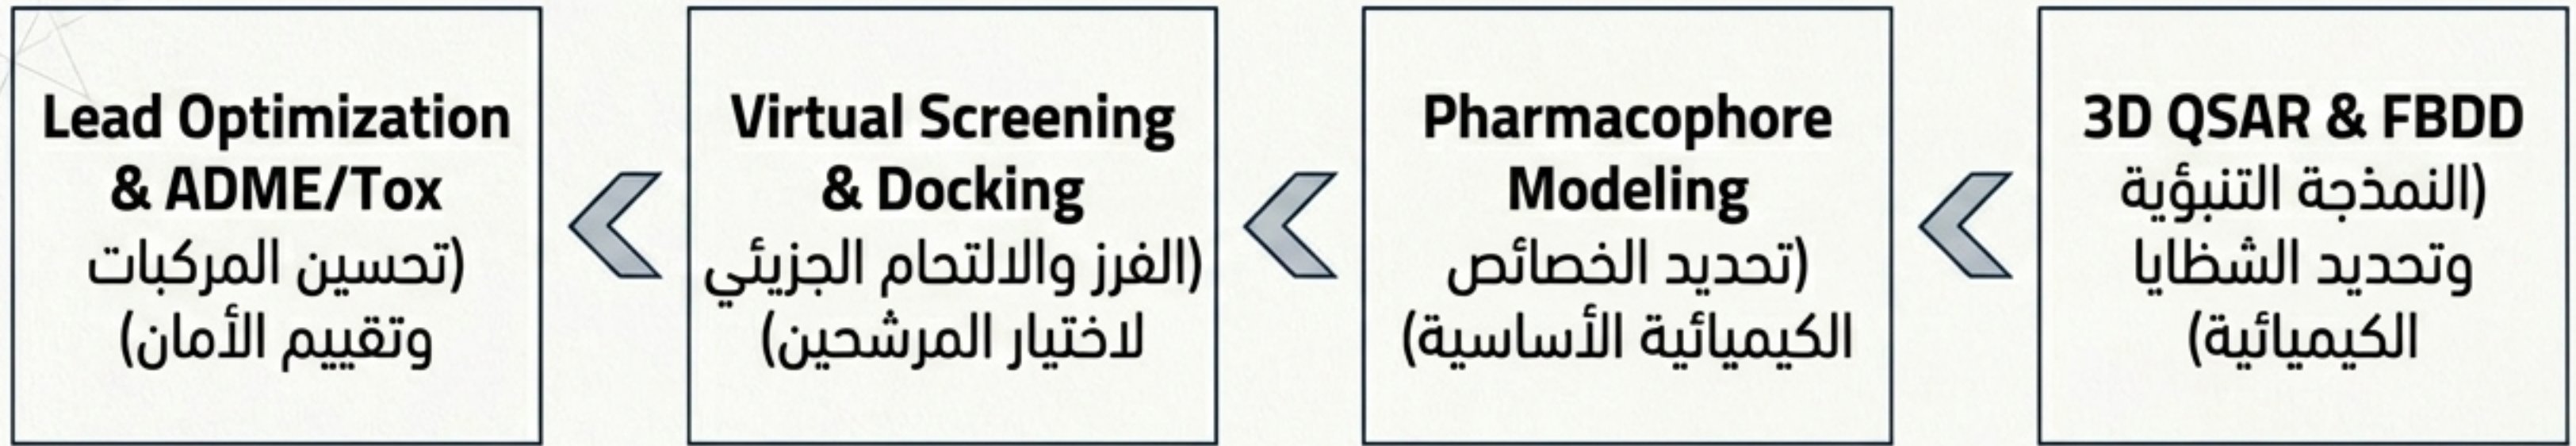 3D QSAR & FBDD
(النمذجة التنبؤية
وتحديد الشظايا
الكيميائية)
Pharmacophore
Modeling
(تحديد الخصائص
الكيميائية الأساسية)
Virtual Screening
& Docking
(الفرز والالتحام الجزيئي
لاختيار المرشحين)
Lead Optimization
& ADME/Tox
(تحسين المركبات
وتقييم الأمان)